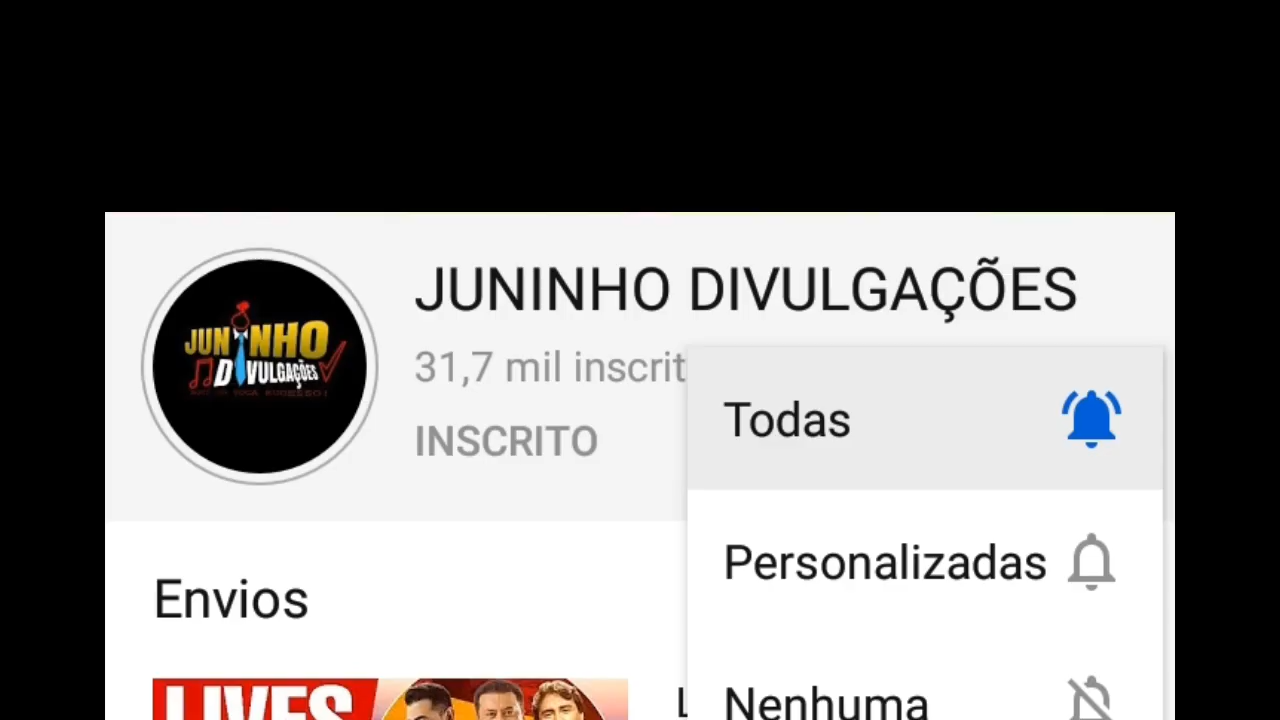 JUNINHO DIVULGAÇÕES
JUNINHO
DIVULGAÇÕES
31,7 mil inscrit
INSCRITO
Todas
Personalizadas
Nenhuma
Envios
LIVES